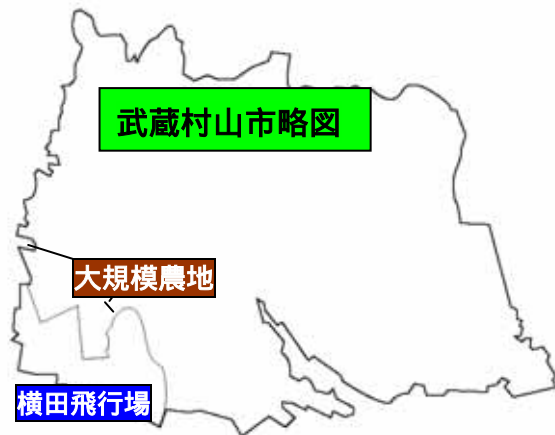 武蔵村山市略図
大規模農地
横田飛行場